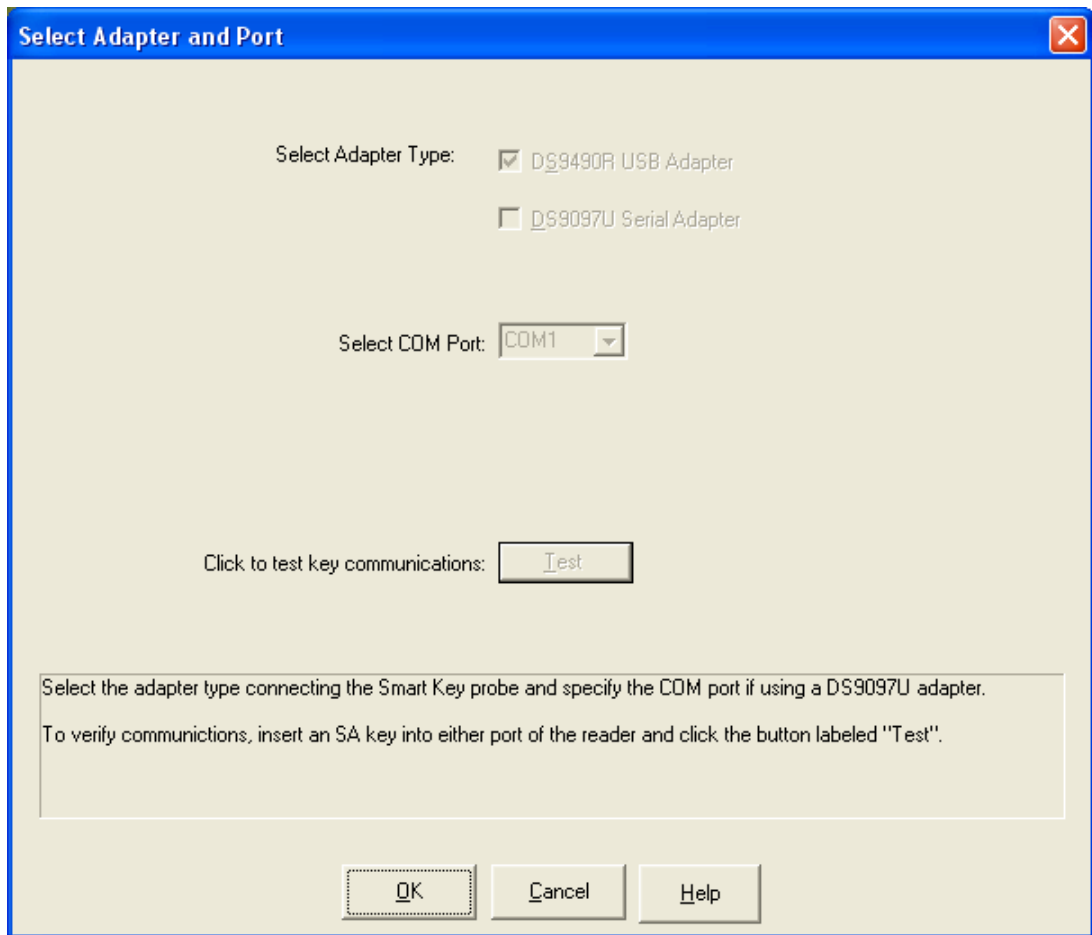 Select Adapter and Port
Select Adapter Type:
DS9490R USB Adapter
DS9097U Serial Adapter
Select COM Port:
COM1
Click to test key communications:
Test
Select the adapter type connecting the Smart Key probe and specify the COM port if using a DS9097U adapter.
To verify communictions, insert an SA key into either port of the reader and click the button labeled "Test".
OK
Cancel
Help